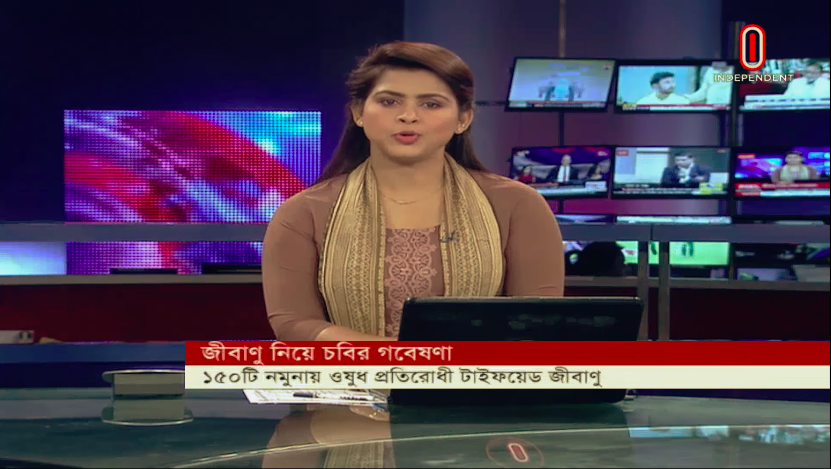 INDEPENDENT
জীবাণু নিয়ে চবির গবেষণা
১৫০টি নমুনায় ওষুধ প্রতিরোধী টাইফয়েড জীবাণু